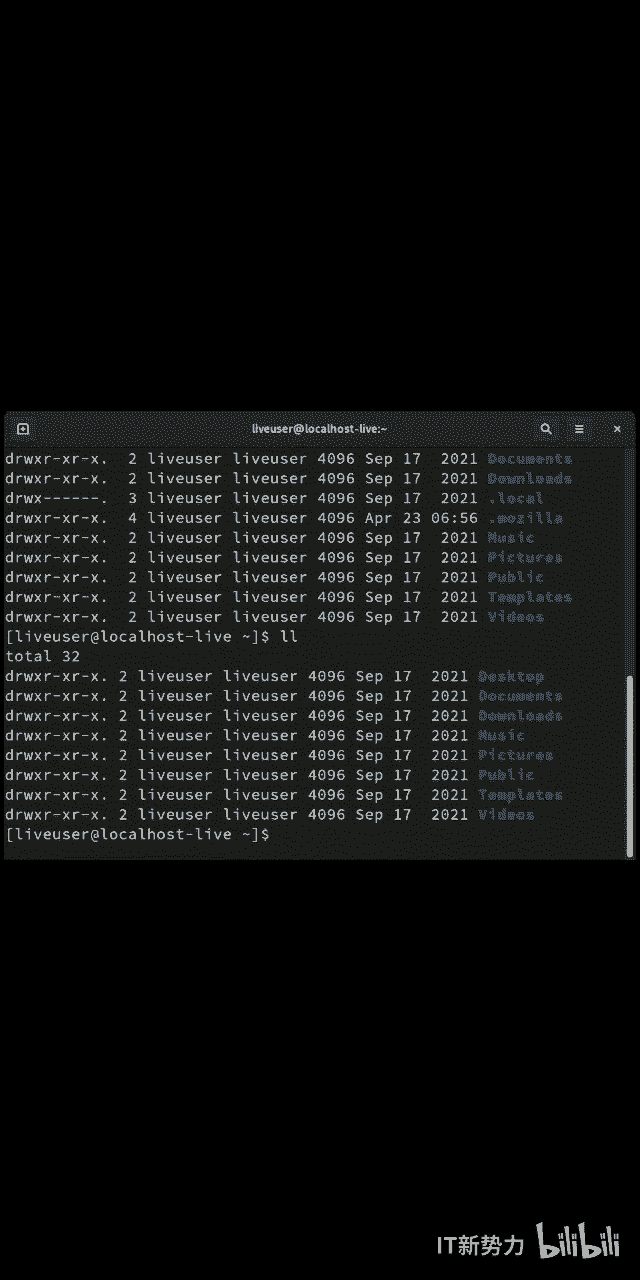 liveuser@localhost-live:~
drwxr-xr-x.  2 liveuser liveuser 4096 Sep 17  2021 Documents
drwxr-xr-x.  2 liveuser liveuser 4096 Sep 17  2021 Downloads
drwx------.  3 liveuser liveuser 4096 Sep 17  2021 .local
drwxr-xr-x.  4 liveuser liveuser 4096 Apr 23 06:56 .mozilla
drwxr-xr-x.  2 liveuser liveuser 4096 Sep 17  2021 Music
drwxr-xr-x.  2 liveuser liveuser 4096 Sep 17  2021 Pictures
drwxr-xr-x.  2 liveuser liveuser 4096 Sep 17  2021 Public
drwxr-xr-x.  2 liveuser liveuser 4096 Sep 17  2021 Templates
drwxr-xr-x.  2 liveuser liveuser 4096 Sep 17  2021 Videos
[liveuser@localhost-live ~]$ ll
total 32
drwxr-xr-x. 2 liveuser liveuser 4096 Sep 17  2021 Desktop
drwxr-xr-x. 2 liveuser liveuser 4096 Sep 17  2021 Documents
drwxr-xr-x. 2 liveuser liveuser 4096 Sep 17  2021 Downloads
drwxr-xr-x. 2 liveuser liveuser 4096 Sep 17  2021 Music
drwxr-xr-x. 2 liveuser liveuser 4096 Sep 17  2021 Pictures
drwxr-xr-x. 2 liveuser liveuser 4096 Sep 17  2021 Public
drwxr-xr-x. 2 liveuser liveuser 4096 Sep 17  2021 Templates
drwxr-xr-x. 2 liveuser liveuser 4096 Sep 17  2021 Videos
[liveuser@localhost-live ~]$
IT新势力 bilibili